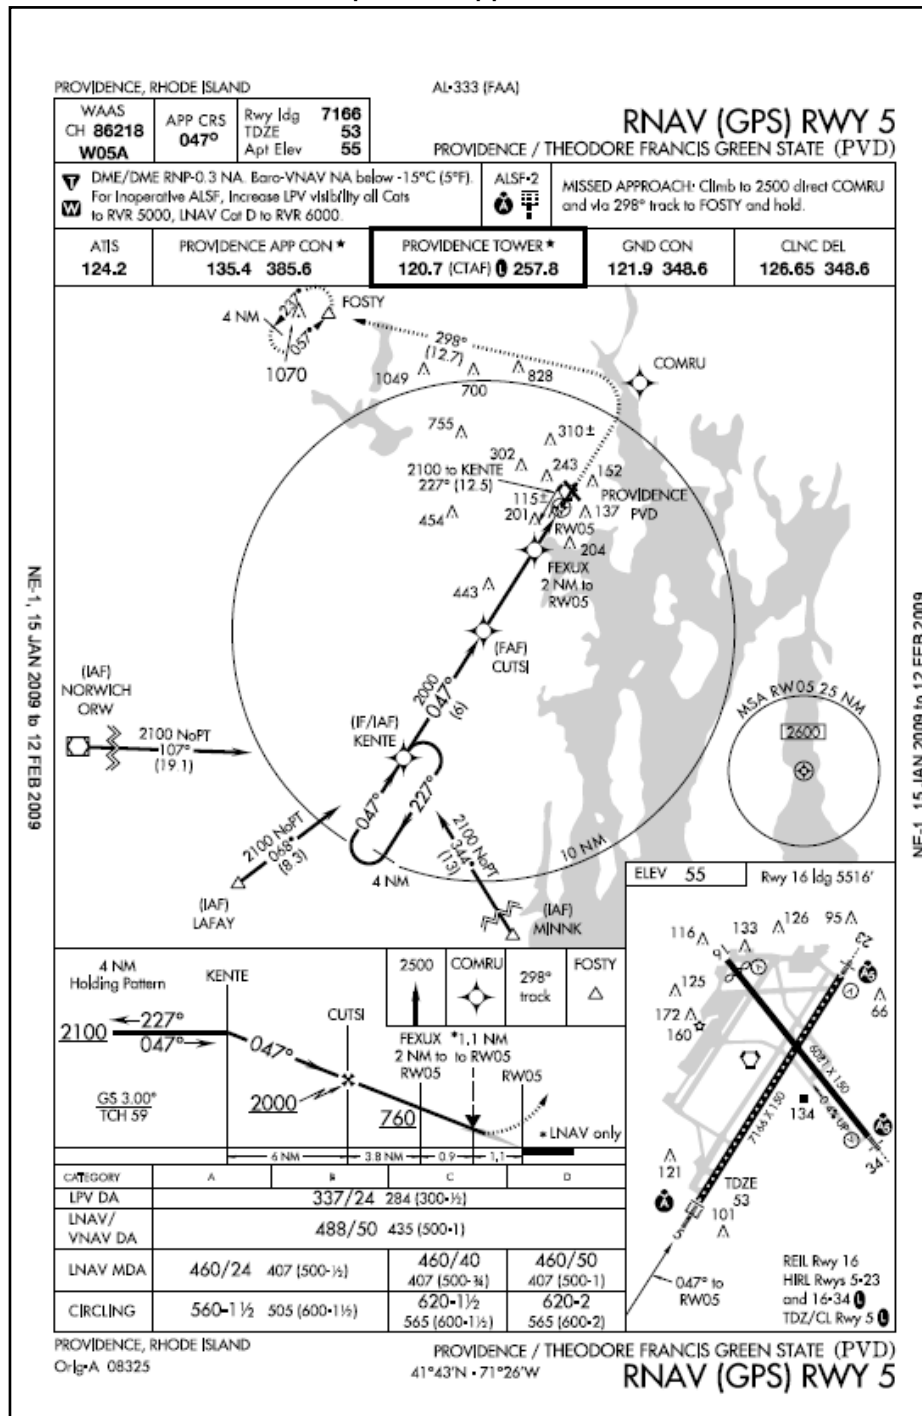 PROVIDENCE, RHODE ISLAND
AL-333 (FAA)
WAAS
CH 86218
W05A
APP CRS
047°
Rwy ldg 7166
TDZE 53
Apt Elev 55
RNAV (GPS) RWY 5
PROVIDENCE / THEODORE FRANCIS GREEN STATE (PVD)
T
W
DME/DME RNP-0.3 NA. Baro-VNAV NA below -15°C (5°F).
For Inoperative ALSF, Increase LPV visibility all Cats
to RVR 5000, LNAV Cat D to RVR 6000.
ALSF-2
A
MISSED APPROACH: Climb to 2500 direct COMRU
and via 298° track to FOSTY and hold.
ATIS
124.2
PROVIDENCE APP CON ★
135.4 385.6
PROVIDENCE TOWER ★
120.7 (CTAF) L 257.8
GND CON
121.9 348.6
CLNC DEL
126.65 348.6
4 NM
237°
057°
FOSTY
1070
298°
(12.7)
COMRU
1049
700
828
755
310±
302
243
152
2100 to KENTE
227° (12.5)
115±
PROVIDENCE
PVD
454
201
137
RW05
204
FEXUX
2 NM to
RW05
443
(FAF)
CUTSI
2000
047°
(6)
(IAF)
NORWICH
ORW
(IF/IAF)
KENTE
2100 NoPT
107°
(19.1)
047°
227°
MSA RW05 25 NM
2600
2100 NoPT
068°
(8.3)
2100 NoPT
344°
(13)
10 NM
4 NM
(IAF)
LAFAY
(IAF)
MINNK
NE-1, 15 JAN 2009 to 12 FEB 2009
NE-1, 15 JAN 2009 to 12 FEB 2009
ELEV 55
Rwy 16 ldg 5516'
116
133
126
95
23
16
A5
125
66
172
160
6081 X 150
7166 X 150
0.4% UP
134
A5
34
121
TDZE
53
A
101
5
047° to
RW05
REIL Rwy 16
HIRL Rwys 5-23
and 16-34 L
TDZ/CL Rwy 5 L
4 NM
Holding Pattern
KENTE
2500
COMRU
298°
track
FOSTY
2100
227°
047°
047°
CUTSI
FEXUX
2 NM to
RW05
*1.1 NM
to RW05
RW05
GS 3.00°
TCH 59
2000
760
*LNAV only
6 NM
3.8 NM
0.9
1.1
CATEGORY A B C D
LPV DA 337/24 284 (300-½)
LNAV/
VNAV DA 488/50 435 (500-1)
LNAV MDA 460/24 407 (500-½)
460/40
407 (500-¾)
460/50
407 (500-1)
CIRCLING 560-1½ 505 (600-1½)
620-1½
565 (600-1½)
620-2
565 (600-2)
PROVIDENCE, RHODE ISLAND
Orig-A 08325
41°43'N - 71°26'W
PROVIDENCE / THEODORE FRANCIS GREEN STATE (PVD)
RNAV (GPS) RWY 5